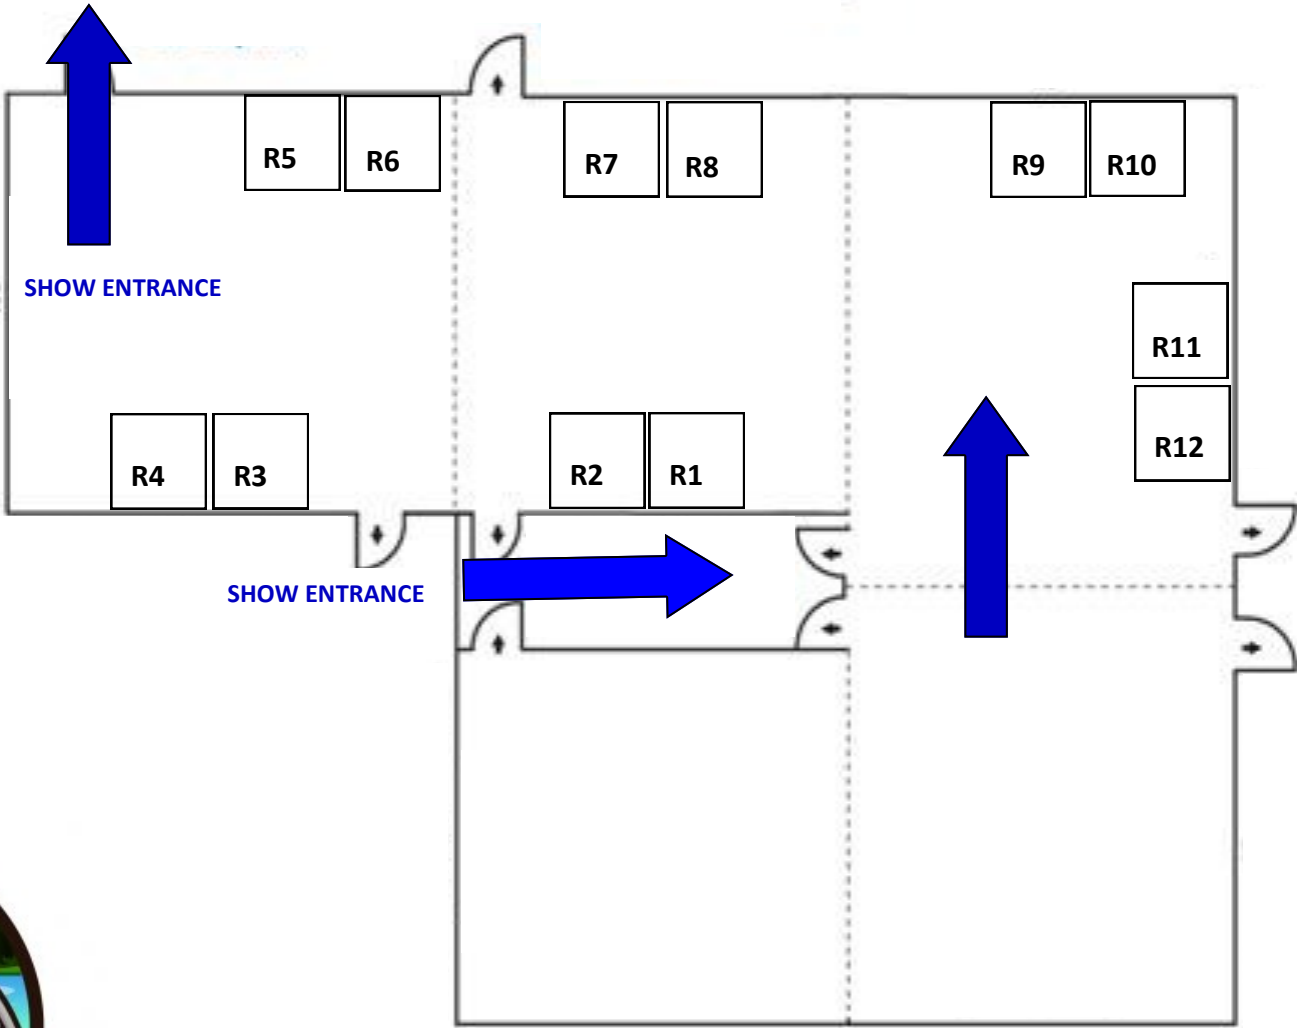 R5 R6 R7 R8 R9 R10
SHOW ENTRANCE
R11
R12
R4 R3 R2 R1
SHOW ENTRANCE